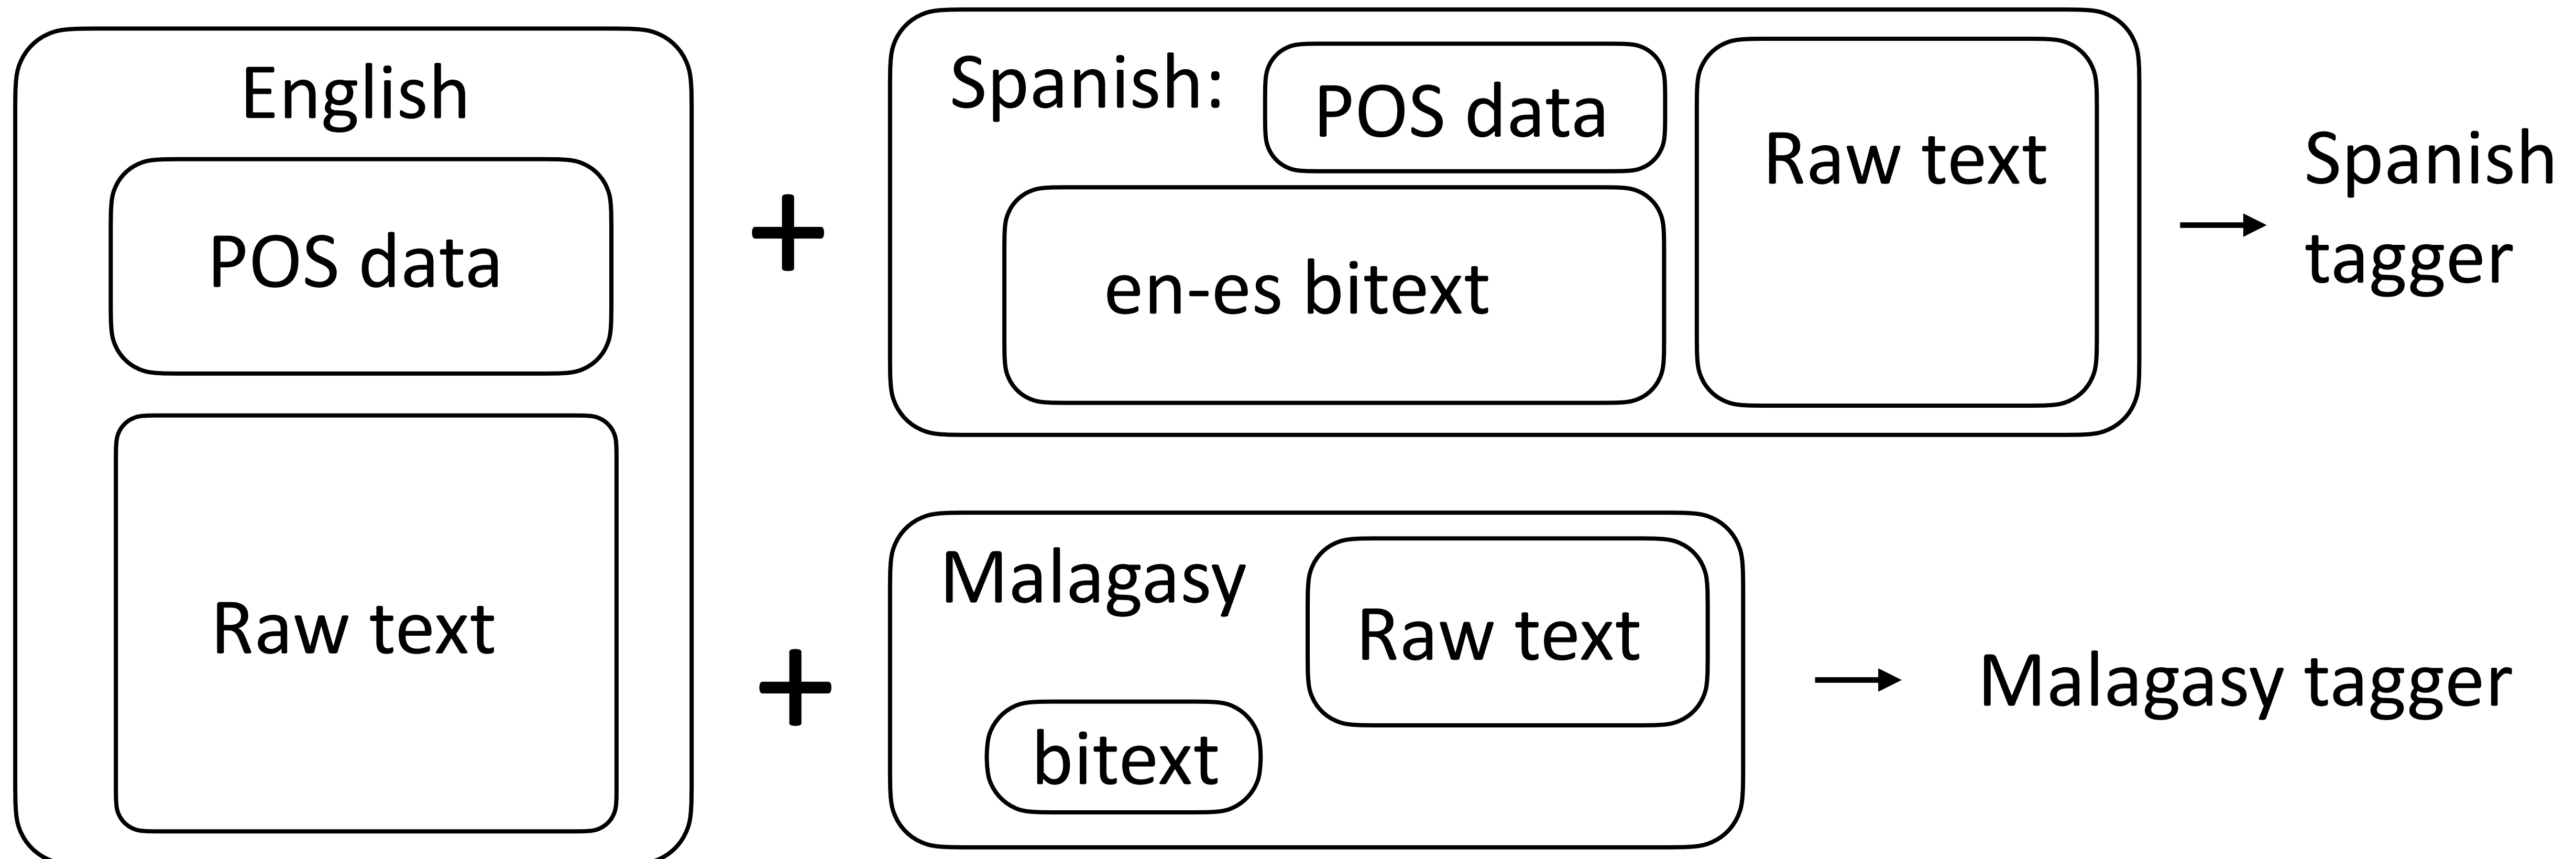 English
POS data
Raw text
+
Spanish:
POS data
en-es bitext
Raw text
Spanish
tagger
+
Malagasy
Raw text
bitext
Malagasy tagger